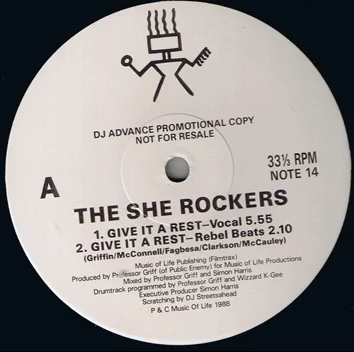 DJ ADVANCE PROMOTIONAL COPY
NOT FOR RESALE
33⅓ RPM
NOTE 14
A
THE SHE ROCKERS
1. GIVE IT A REST—Vocal 5.55
2. GIVE IT A REST—Rebel Beats 2.10
(Griffin/McConnell/Fagbesa/Clarkson/McCauley)
Music of Life Publishing (Filmtrax)
Produced by Professor Griff (of Public Enemy) for Music of Life Productions
Mixed by Professor Griff and Simon Harris
Drumtrack programmed by Professor Griff and Wizzard K-Gee
Executive Producer Simon Harris
Scratching by DJ Streetsahead
P & C Music Of Life 1988